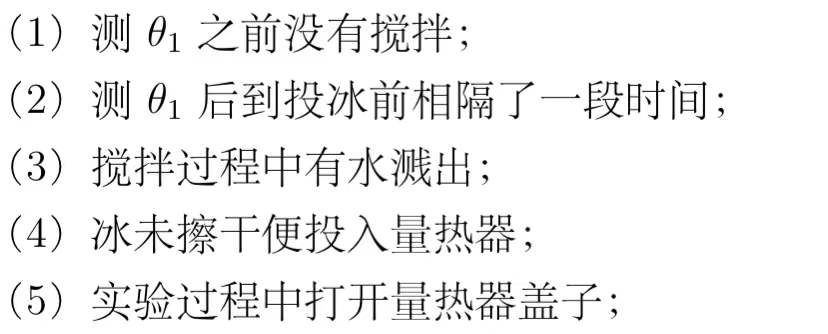 (1) 测 θ₁ 之前没有搅拌;
(2) 测 θ₁ 后到投冰前相隔了一段时间;
(3) 搅拌过程中有水溅出;
(4) 冰未擦干便投入量热器;
(5) 实验过程中打开量热器盖子;